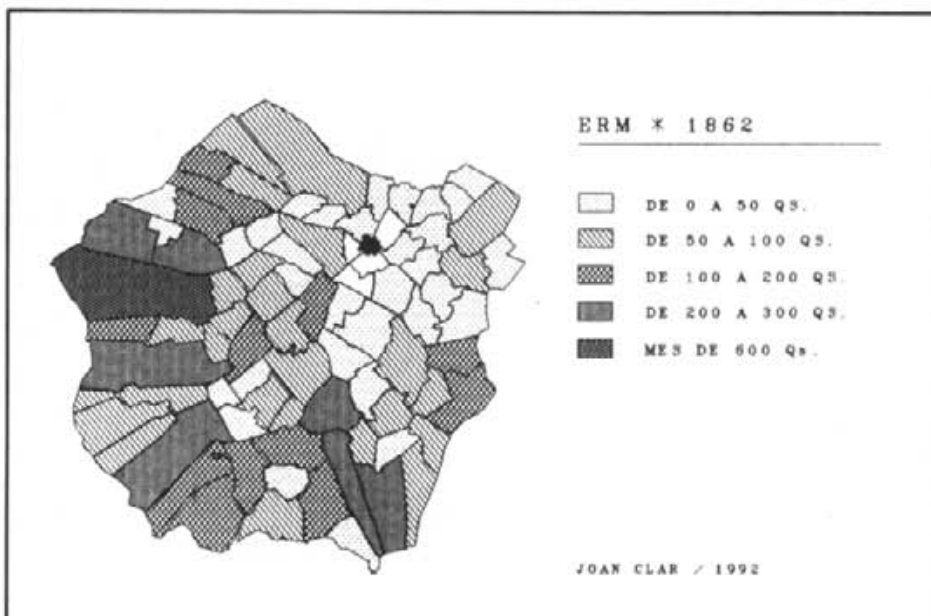 ERM * 1862
DE 0 A 50 QS.
DE 50 A 100 QS.
DE 100 A 200 QS.
DE 200 A 300 QS.
MES DE 600 Qs.
JOAN CLAR / 1992